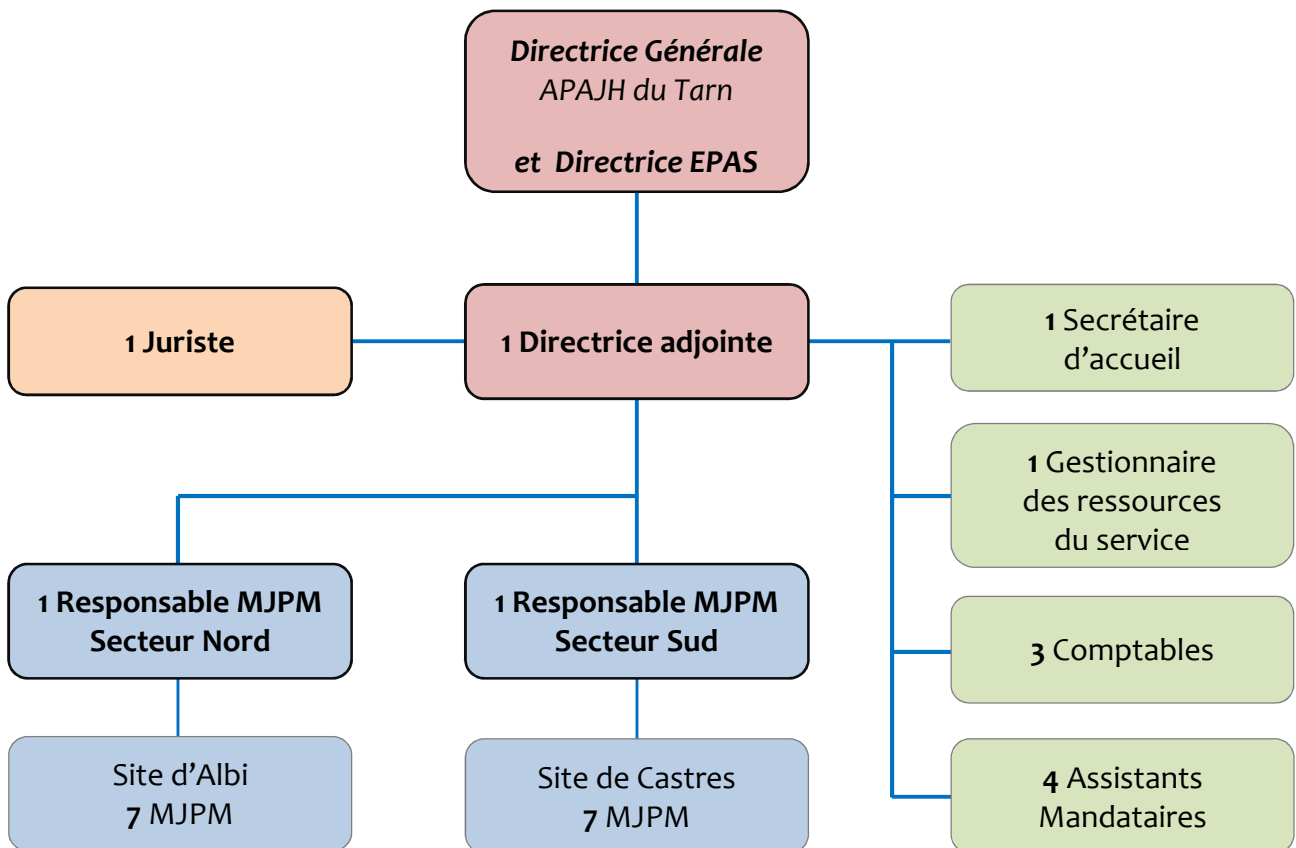 Directrice Générale
APAJH du Tarn
et Directrice EPAS
1 Juriste
1 Directrice adjointe
1 Secrétaire
d’accueil
1 Gestionnaire
des ressources
du service
1 Responsable MJPM
Secteur Nord
1 Responsable MJPM
Secteur Sud
3 Comptables
Site d’Albi
7 MJPM
Site de Castres
7 MJPM
4 Assistants
Mandataires